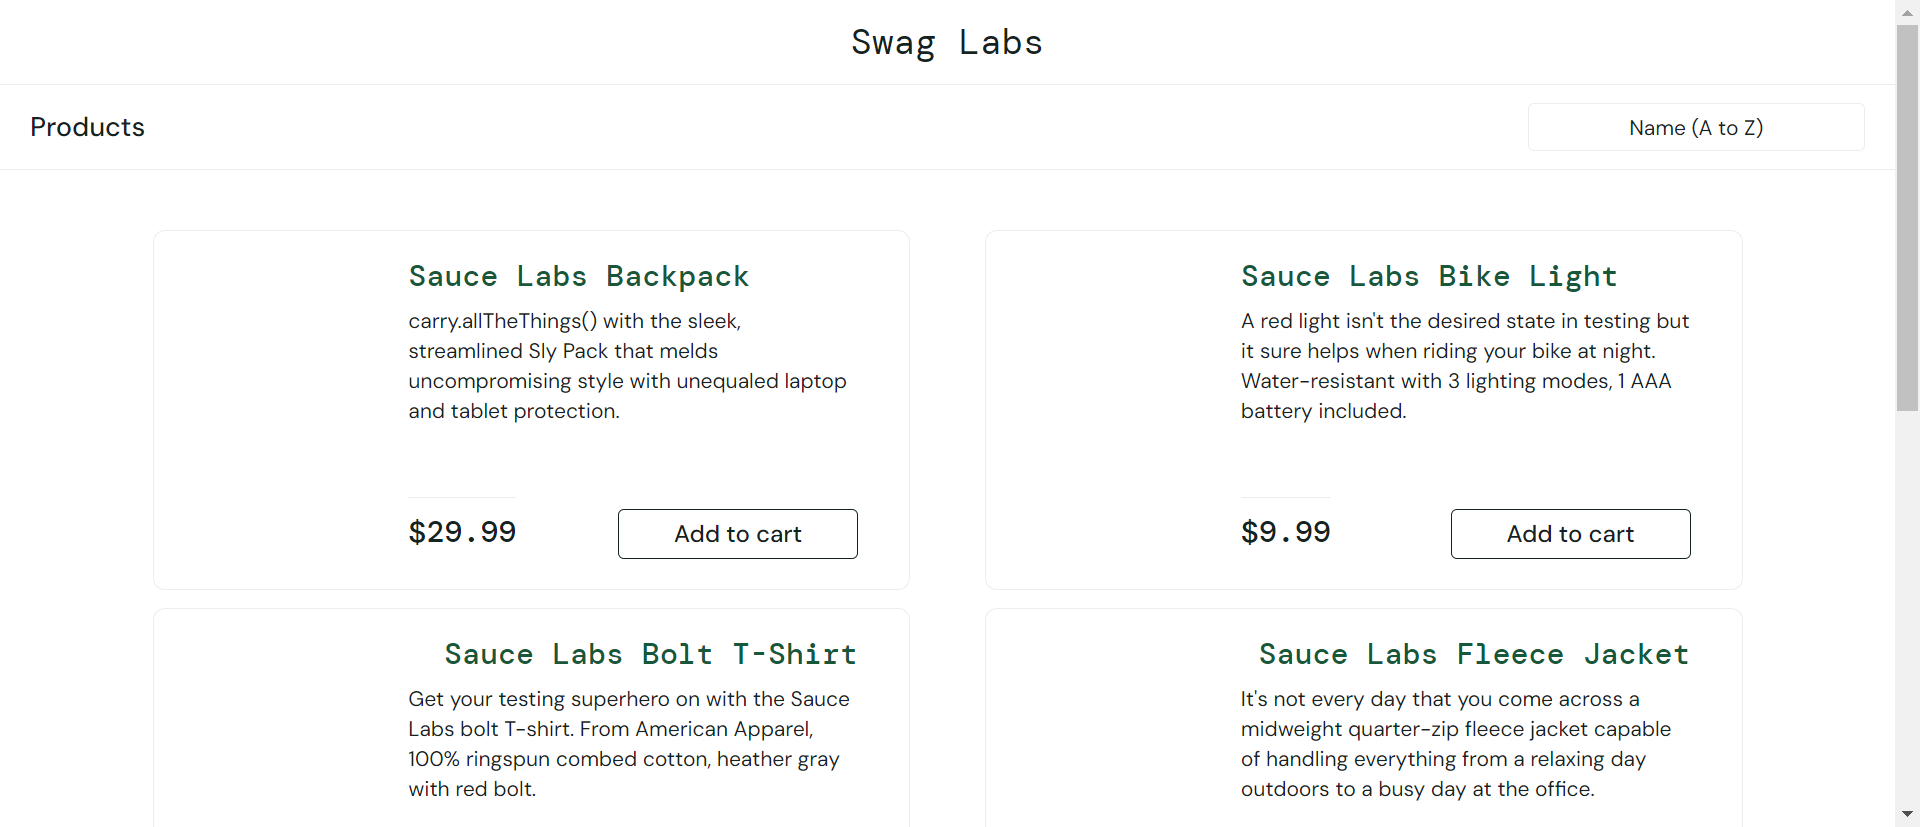 Swag Labs
Products
Name (A to Z)
Sauce Labs Backpack
carry.allTheThings() with the sleek,
streamlined Sly Pack that melds
uncompromising style with unequaled laptop
and tablet protection.
$29.99
Add to cart
Sauce Labs Bike Light
A red light isn't the desired state in testing but
it sure helps when riding your bike at night.
Water-resistant with 3 lighting modes, 1 AAA
battery included.
$9.99
Add to cart
Sauce Labs Bolt T-Shirt
Get your testing superhero on with the Sauce
Labs bolt T-shirt. From American Apparel,
100% ringspun combed cotton, heather gray
with red bolt.
Sauce Labs Fleece Jacket
It's not every day that you come across a
midweight quarter-zip fleece jacket capable
of handling everything from a relaxing day
outdoors to a busy day at the office.